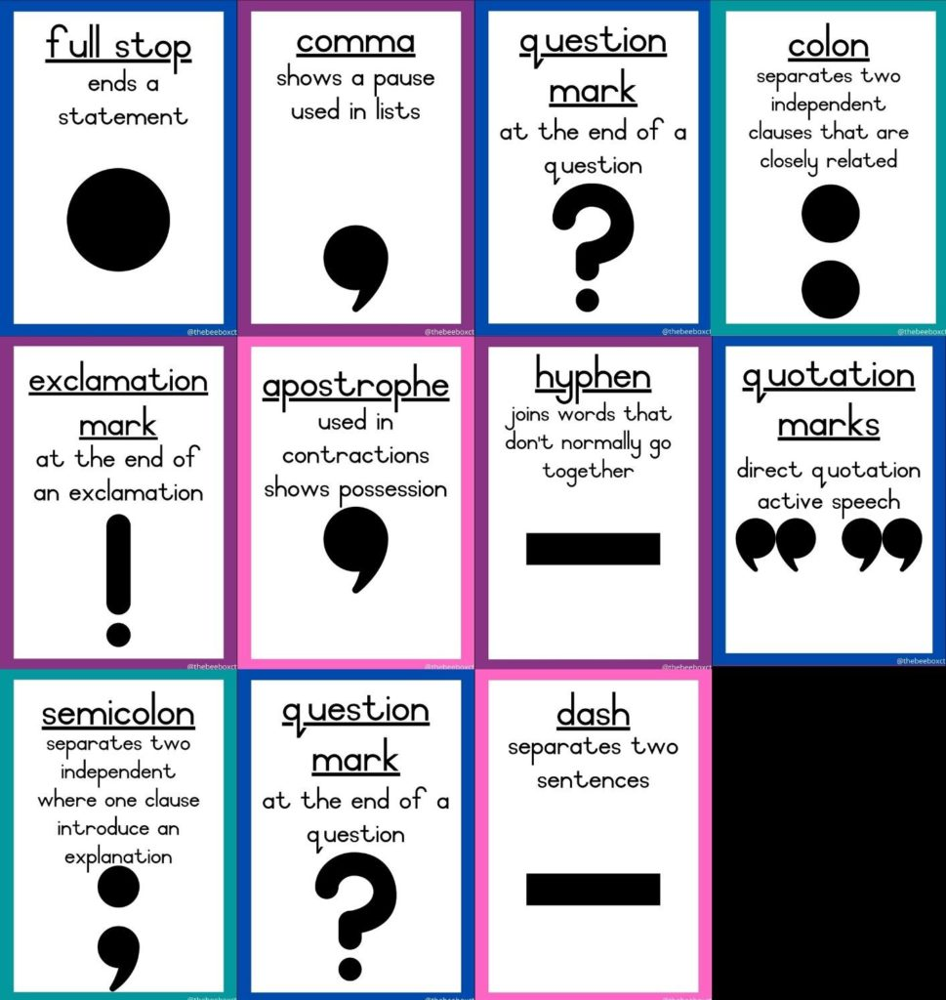 full stop
ends a
statement
@thebeeboxct
comma
shows a pause
used in lists
@thebeeboxct
question
mark
at the end of a
question
?
@thebeeboxct
colon
separates two
independent
clauses that are
closely related
:
@thebeeboxct
exclamation
mark
at the end of
an exclamation
!
@thebeeboxct
apostrophe
used in
contractions
shows possession
’
@thebeeboxct
hyphen
joins words that
don't normally go
together
-
@thebeeboxct
quotation
marks
direct quotation
active speech
@thebeeboxct
semicolon
separates two
independent
where one clause
introduce an
explanation
;
@thebeeboxct
question
mark
at the end of a
question
?
@thebeeboxct
dash
separates two
sentences
@thebeeboxct